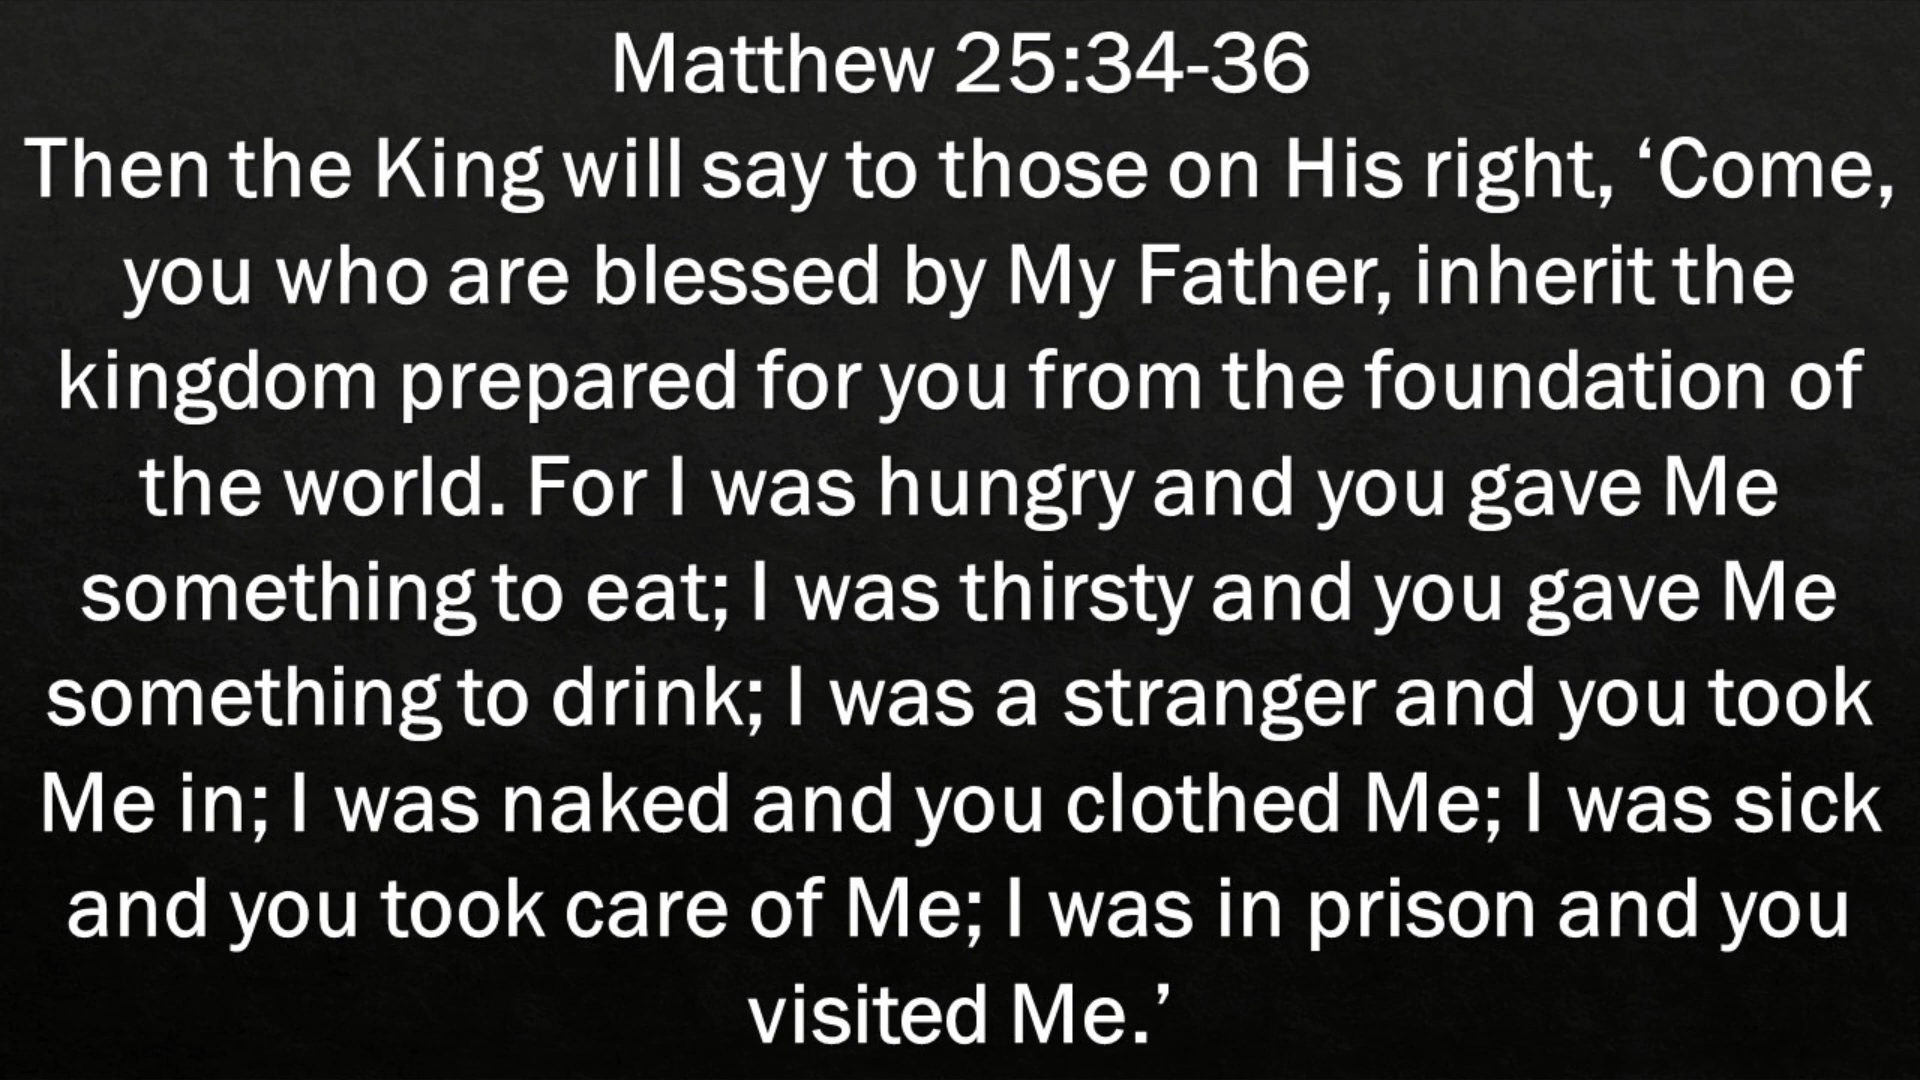 Matthew 25:34-36
Then the King will say to those on His right, ‘Come,
you who are blessed by My Father, inherit the
kingdom prepared for you from the foundation of
the world. For I was hungry and you gave Me
something to eat; I was thirsty and you gave Me
something to drink; I was a stranger and you took
Me in; I was naked and you clothed Me; I was sick
and you took care of Me; I was in prison and you
visited Me.’